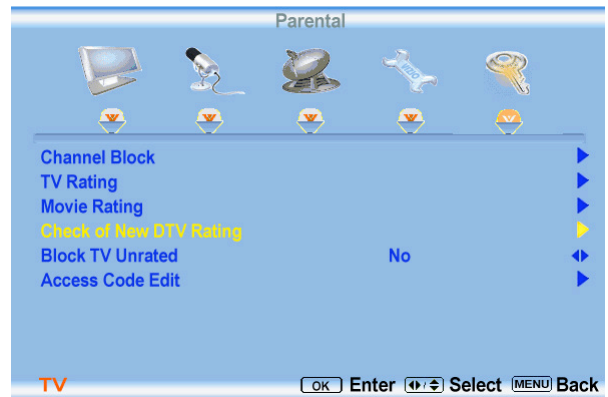 Parental
Channel Block
TV Rating
Movie Rating
Check of New DTV Rating
Block TV Unrated No
Access Code Edit
TV OK Enter Select MENU Back